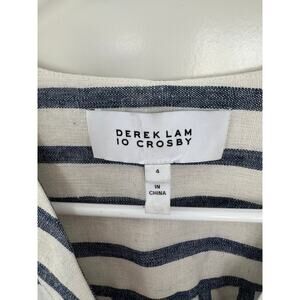 DEREK LAM
10 CROSBY
4
IN
CHINA